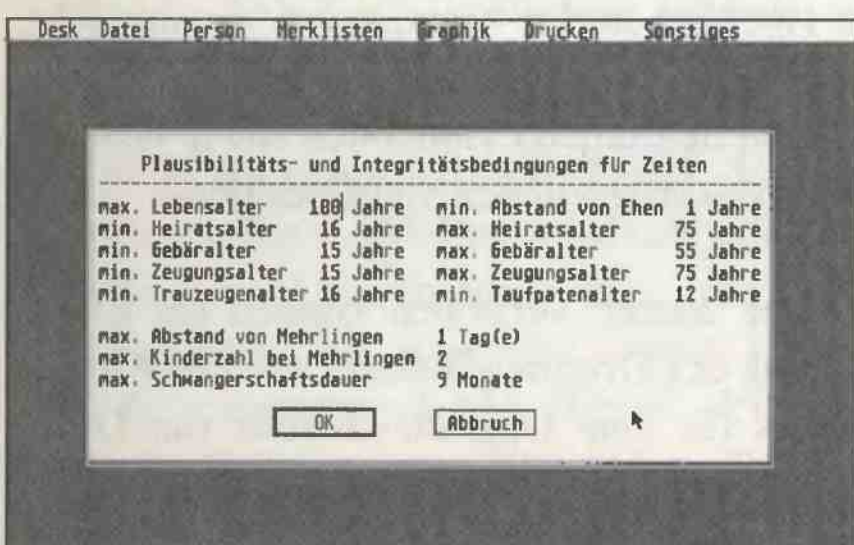 Desk Datei Person Merklisten Graphik Drucken Sonstiges
Plausibilitäts- und Integritätsbedingungen für Zeiten
max. Lebensalter 100 Jahre min. Abstand von Ehen 1 Jahre
min. Heiratsalter 16 Jahre max. Heiratsalter 75 Jahre
min. Gebäralter 15 Jahre max. Gebäralter 55 Jahre
min. Zeugungsalter 15 Jahre max. Zeugungsalter 75 Jahre
min. Trauzeugenalter 16 Jahre min. Taufpatenalter 12 Jahre
max. Abstand von Mehrlingen 1 Tag(e)
max. Kinderzahl bei Mehrlingen 2
max. Schwangerschaftsdauer 9 Monate
OK Abbruch